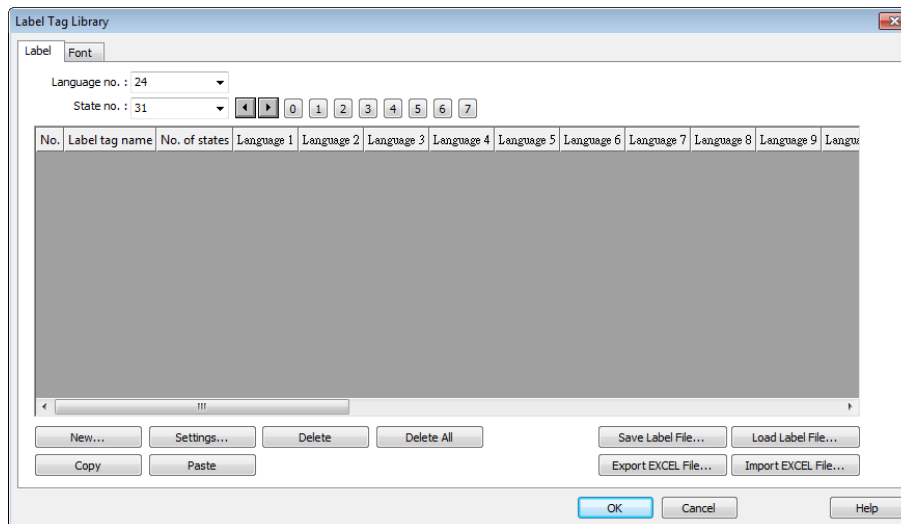 Label Tag Library
Label Font
Language no. : 24
State no. : 31 0 1 2 3 4 5 6 7
No. Label tag name No. of states Language 1 Language 2 Language 3 Language 4 Language 5 Language 6 Language 7 Language 8 Language 9
New... Settings... Delete Delete All Save Label File... Load Label File...
Copy Paste Export EXCEL File... Import EXCEL File...
OK Cancel Help